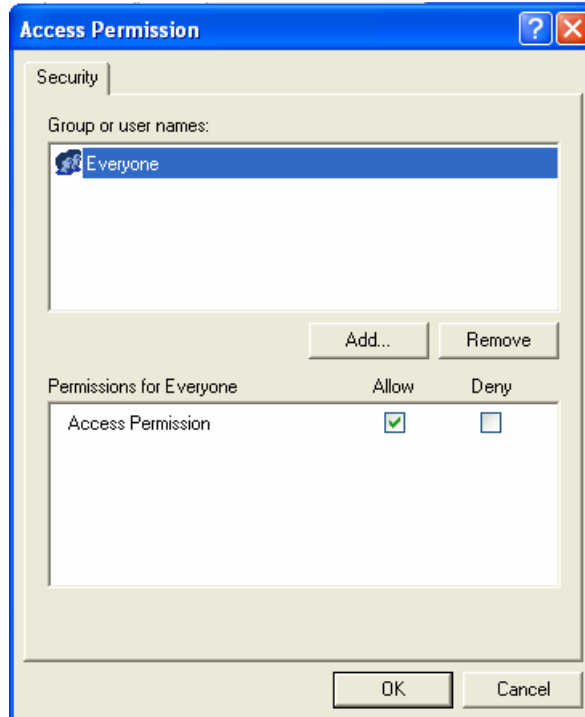 Access Permission
Security
Group or user names:
Everyone
Add... Remove
Permissions for Everyone Allow Deny
Access Permission
OK Cancel